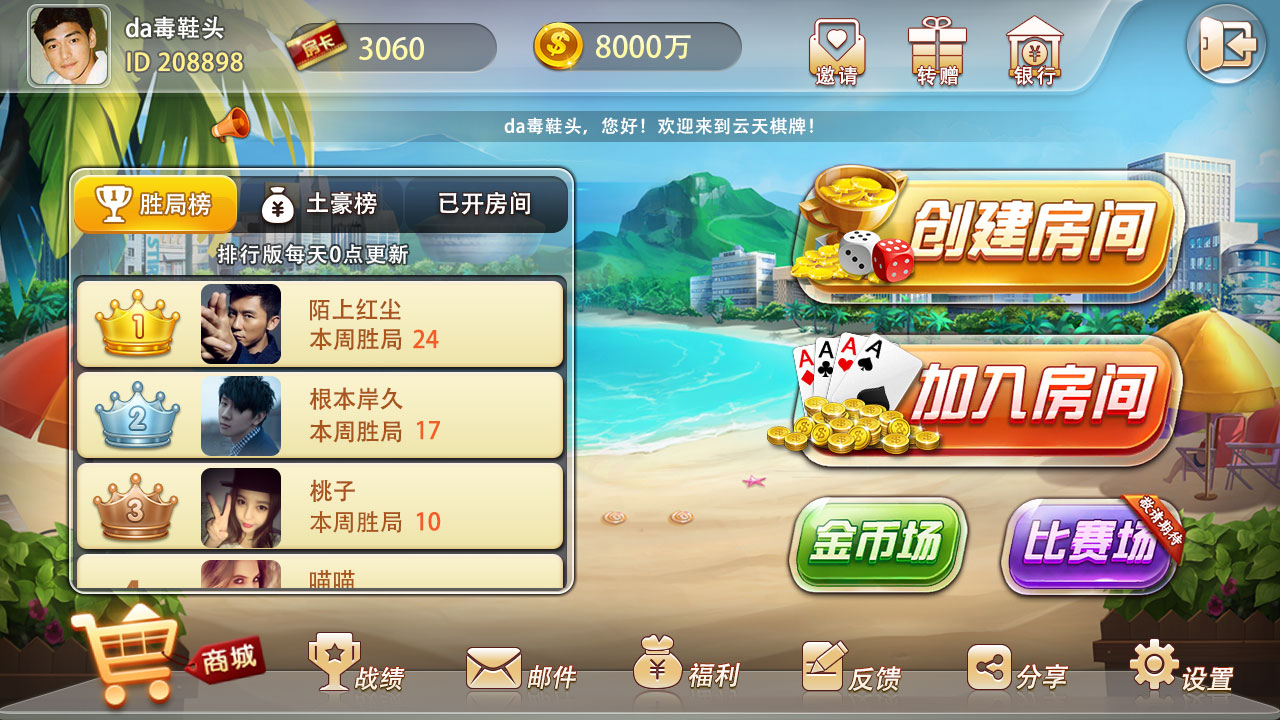 da毒鞋头
ID 208898
房卡
3060
8000万
邀请
转赠
银行
da毒鞋头，您好！欢迎来到云天棋牌！
胜局榜
土豪榜
已开房间
排行版每天0点更新
1
陌上红尘
本周胜局 24
2
根本岸久
本周胜局 17
3
桃子
本周胜局 10
喵喵
创建房间
A A A A
加入房间
金币场
比赛场
敬请期待
商城
战绩
邮件
福利
反馈
分享
设置